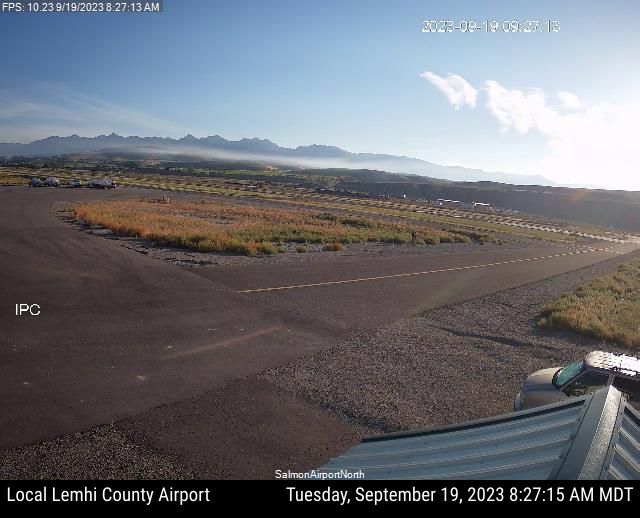 FPS: 10.23 9/19/2023 8:27:13 AM
2023-09-19 09:27:13
IPC
SalmonAirportNorth
Local Lemhi County Airport
Tuesday, September 19, 2023 8:27:15 AM MDT